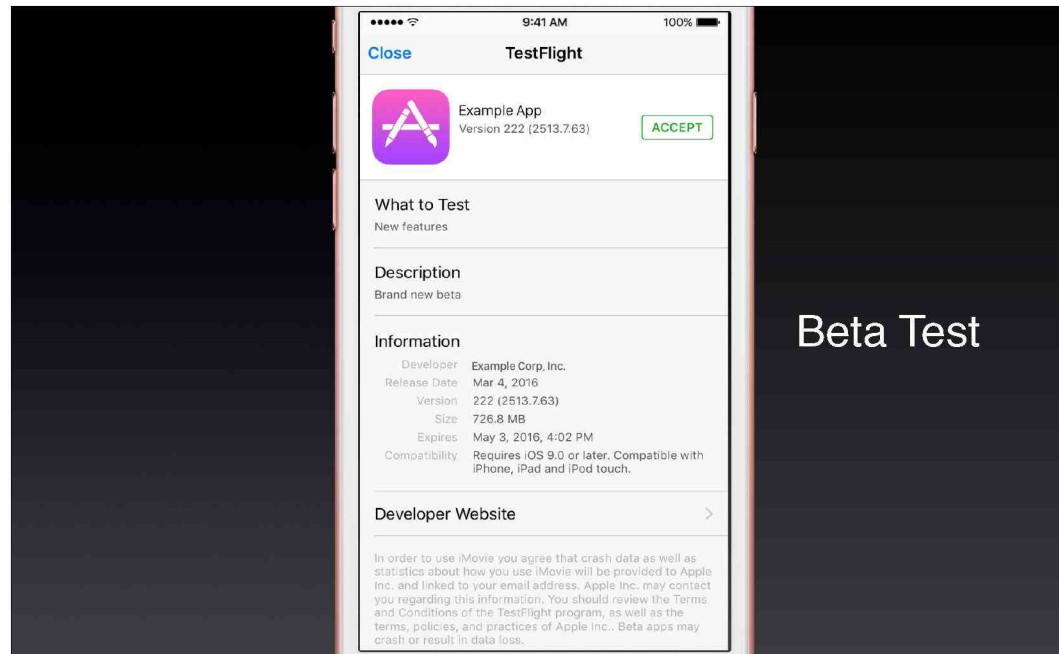 9:41 AM
100%
Close
TestFlight
Example App
Version 222 (2513.7.63)
ACCEPT
What to Test
New features
Description
Brand new beta
Information
Developer Example Corp, Inc.
Release Date Mar 4, 2016
Version 222 (2513.7.63)
Size 726.8 MB
Expires May 3, 2016, 4:02 PM
Compatibility Requires iOS 9.0 or later. Compatible with
iPhone, iPad and iPod touch.
Developer Website
In order to use iMovie you agree that crash data as well as
statistics about how you use iMovie will be provided to Apple
Inc. and linked to your email address. Apple Inc. may contact
you regarding this information. You should review the Terms
and Conditions of the TestFlight program, as well as the
terms, policies, and practices of Apple Inc.. Beta apps may
crash or result in data loss.
Beta Test